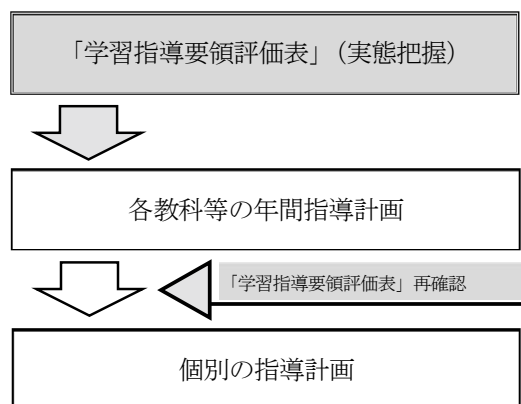 「学習指導要領評価表」（実態把握）
各教科等の年間指導計画
「学習指導要領評価表」再確認
個別の指導計画